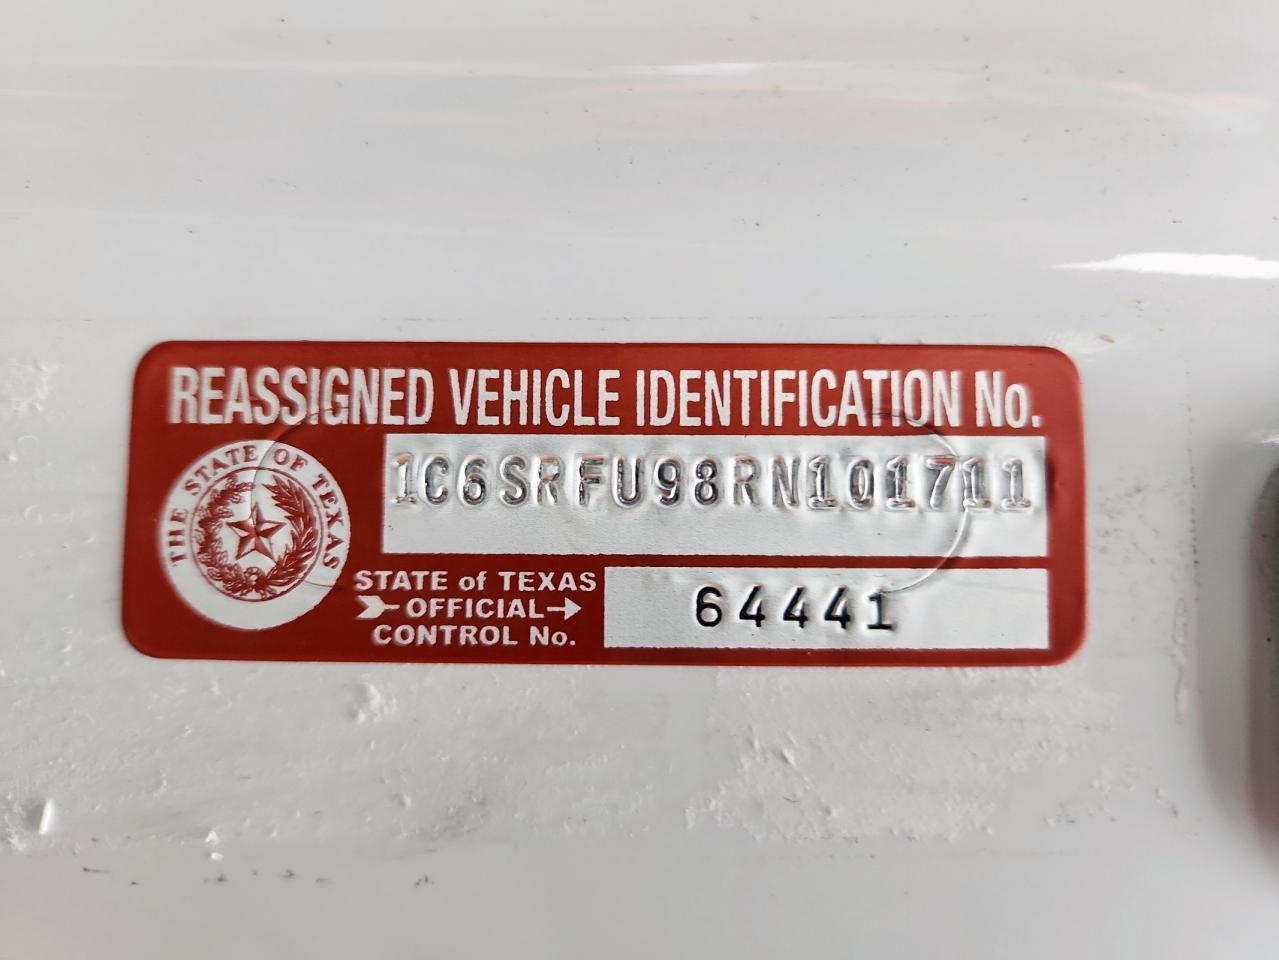 REASSIGNED VEHICLE IDENTIFICATION No.
THE STATE OF TEXAS
1C6SRFU98RN101711
STATE of TEXAS
OFFICIAL
CONTROL No.
64441